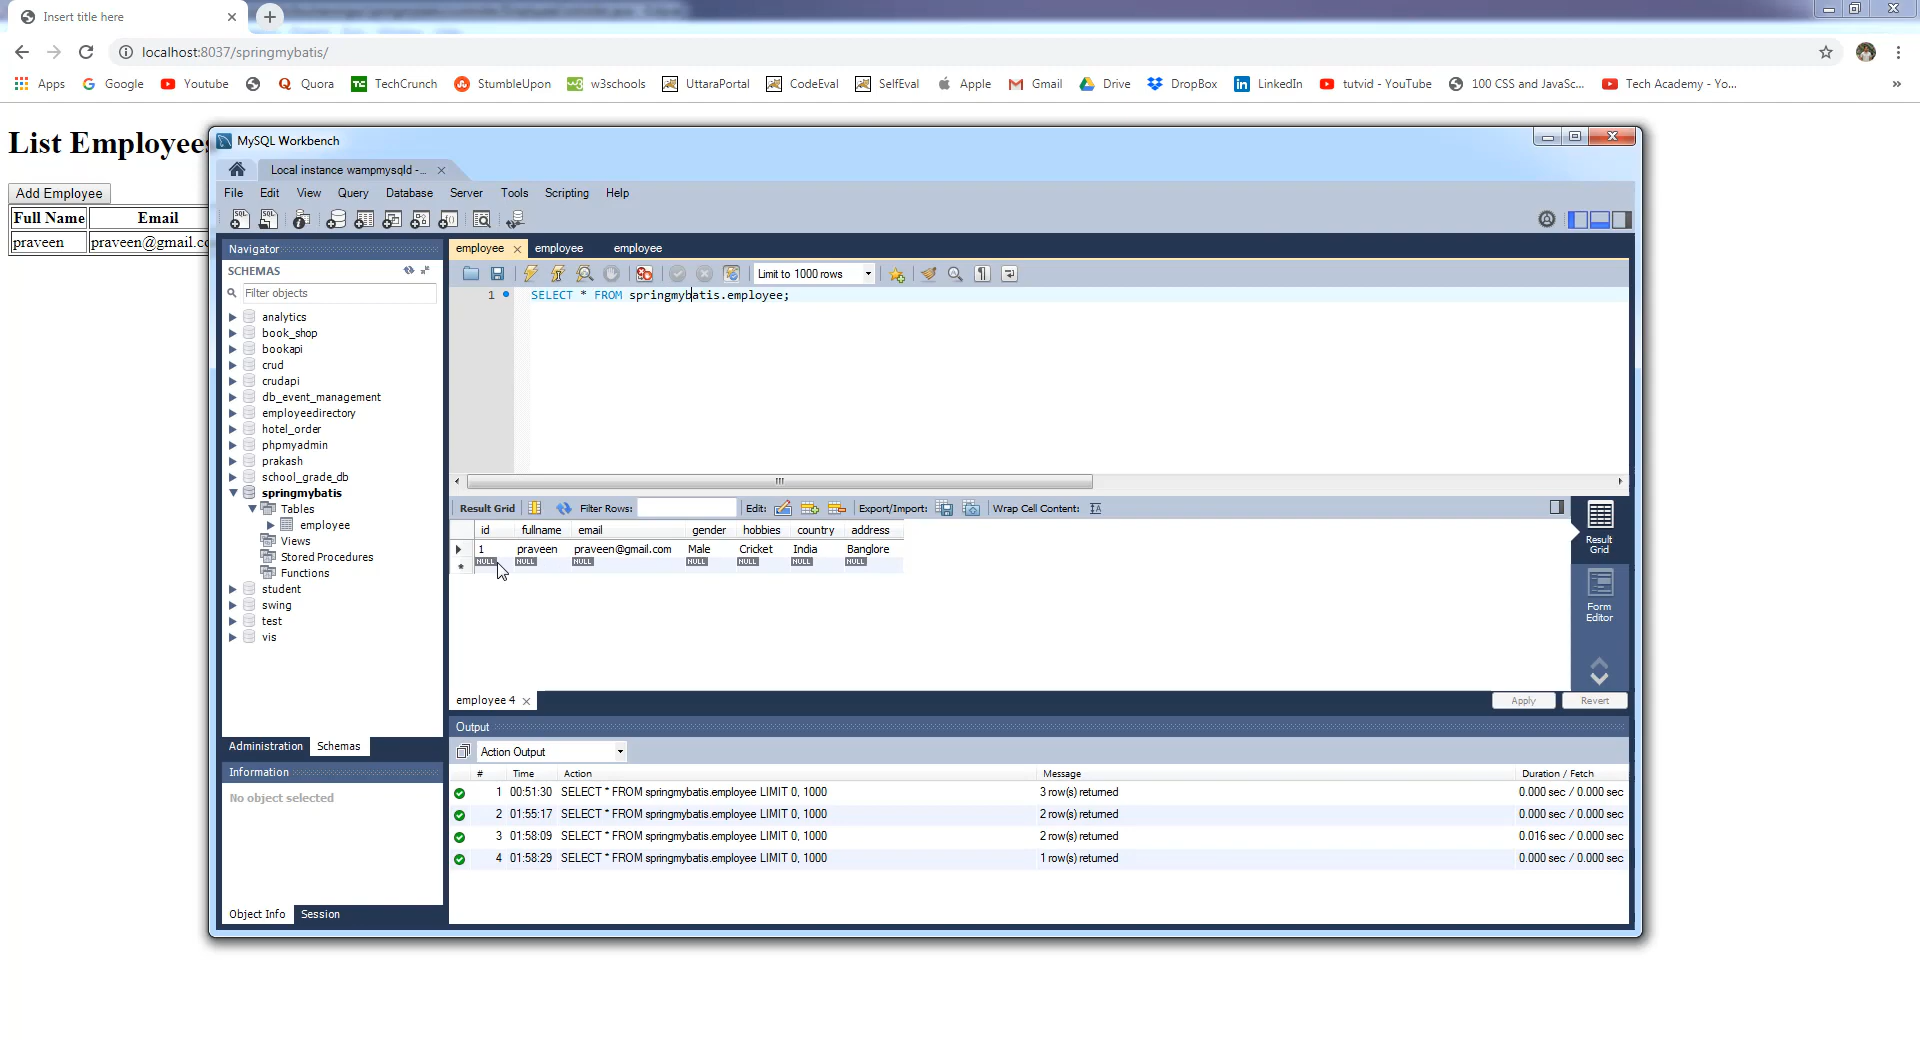 Insert title here
localhost:8037/springmybatis/
Apps Google Youtube Quora TechCrunch StumbleUpon w3schools UttaraPortal CodeEval SelfEval Apple Gmail Drive DropBox LinkedIn tutvid - YouTube 100 CSS and JavaSc... Tech Academy - Yo... »
List Employees
Add Employee
Full Name Email
praveen praveen@gmail.co
MySQL Workbench
Local instance wampmysqld -...
File Edit View Query Database Server Tools Scripting Help
Navigator
SCHEMAS
Filter objects
analytics
book_shop
bookapi
crud
crudapi
db_event_management
employeedirectory
hotel_order
phpmyadmin
prakash
school_grade_db
springmybatis
Tables
employee
Views
Stored Procedures
Functions
student
swing
test
vis
Administration Schemas
Information
No object selected
Object Info Session
employee employee employee
Limit to 1000 rows
1 SELECT * FROM springmybatis.employee;
Result Grid Filter Rows: Edit: Export/Import: Wrap Cell Content:
id fullname email gender hobbies country address
1 praveen praveen@gmail.com Male Cricket India Banglore
NULL NULL NULL NULL NULL NULL NULL
Result Grid
Form Editor
employee 4
Apply Revert
Output
Action Output
# Time Action Message Duration / Fetch
1 00:51:30 SELECT * FROM springmybatis.employee LIMIT 0, 1000 3 row(s) returned 0.000 sec / 0.000 sec
2 01:55:17 SELECT * FROM springmybatis.employee LIMIT 0, 1000 2 row(s) returned 0.000 sec / 0.000 sec
3 01:58:09 SELECT * FROM springmybatis.employee LIMIT 0, 1000 2 row(s) returned 0.016 sec / 0.000 sec
4 01:58:29 SELECT * FROM springmybatis.employee LIMIT 0, 1000 1 row(s) returned 0.000 sec / 0.000 sec